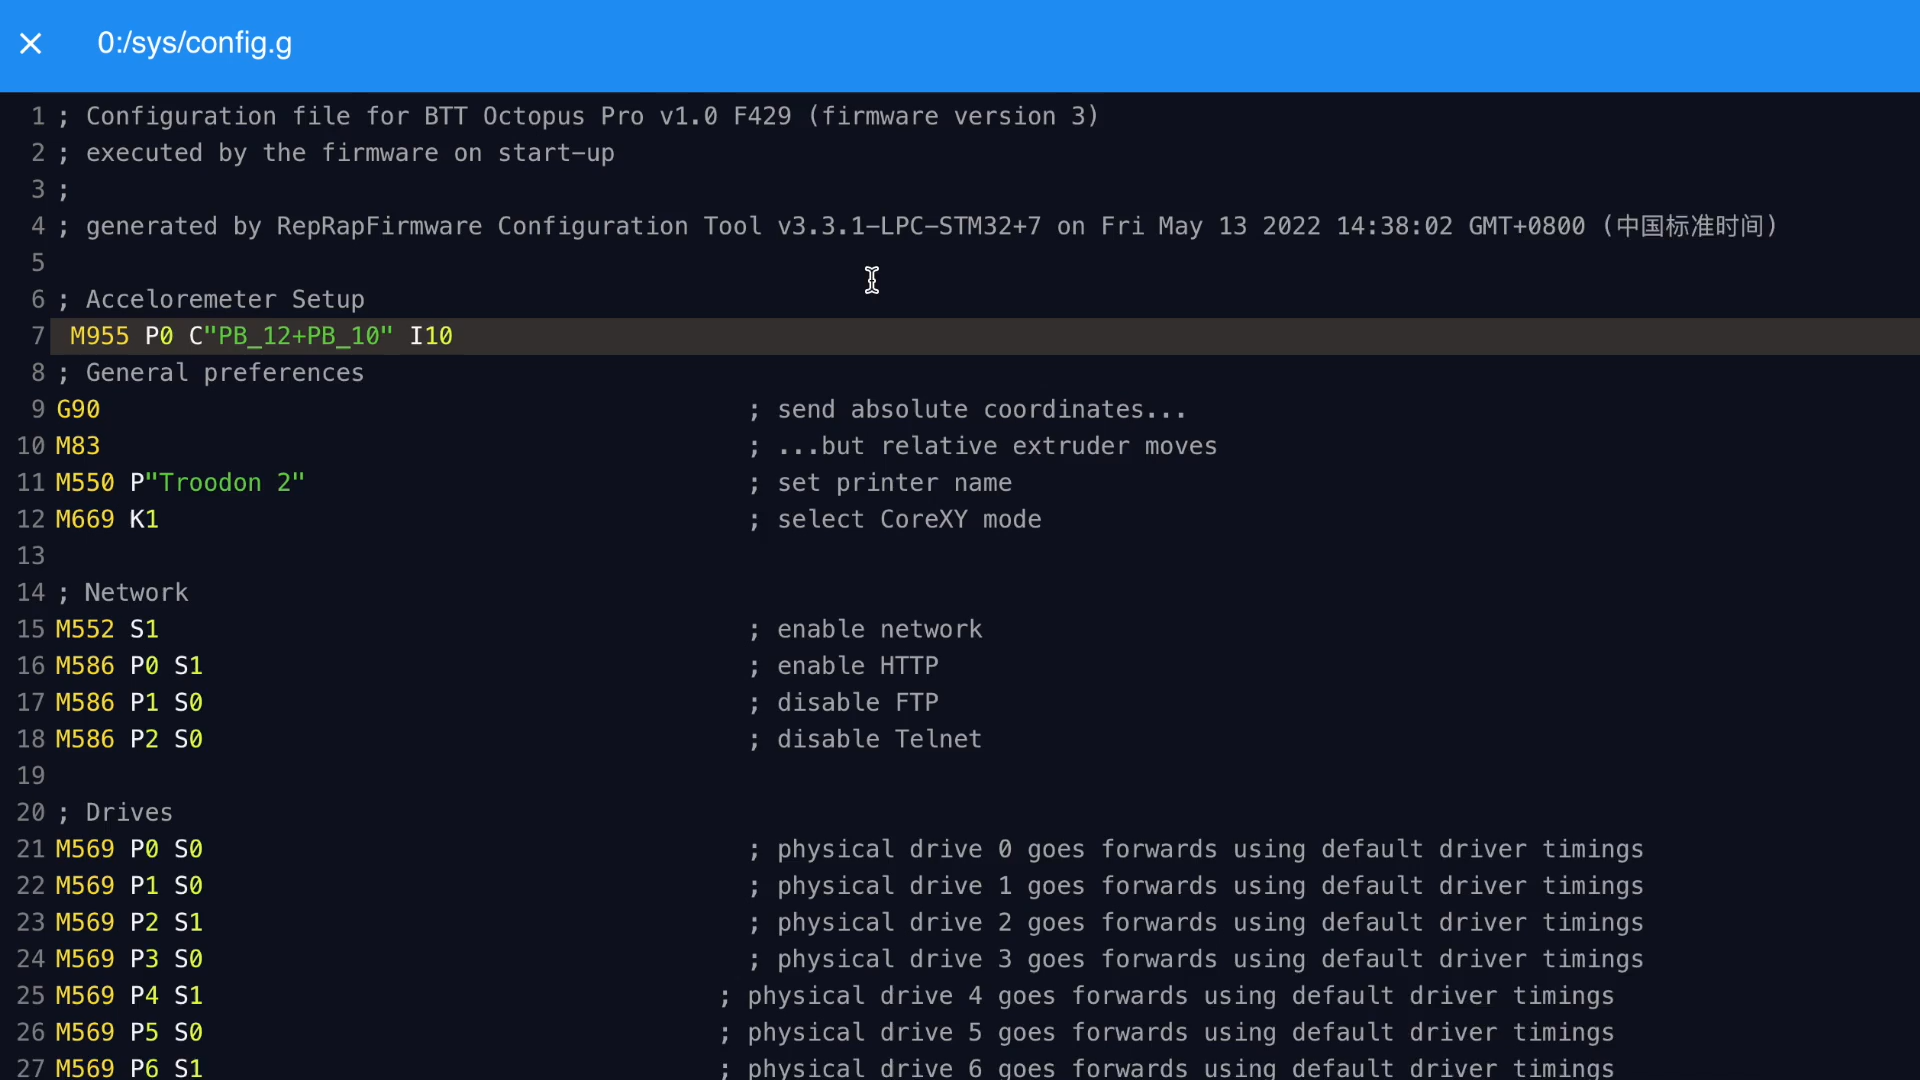 0:/sys/config.g
1 ; Configuration file for BTT Octopus Pro v1.0 F429 (firmware version 3)
2 ; executed by the firmware on start-up
3 ;
4 ; generated by RepRapFirmware Configuration Tool v3.3.1-LPC-STM32+7 on Fri May 13 2022 14:38:02 GMT+0800 (中国标准时间)
5
6 ; Acceloremeter Setup
7 M955 P0 C"PB_12+PB_10" I10
8 ; General preferences
9 G90 ; send absolute coordinates...
10 M83 ; ...but relative extruder moves
11 M550 P"Troodon 2" ; set printer name
12 M669 K1 ; select CoreXY mode
13
14 ; Network
15 M552 S1 ; enable network
16 M586 P0 S1 ; enable HTTP
17 M586 P1 S0 ; disable FTP
18 M586 P2 S0 ; disable Telnet
19
20 ; Drives
21 M569 P0 S0 ; physical drive 0 goes forwards using default driver timings
22 M569 P1 S0 ; physical drive 1 goes forwards using default driver timings
23 M569 P2 S1 ; physical drive 2 goes forwards using default driver timings
24 M569 P3 S0 ; physical drive 3 goes forwards using default driver timings
25 M569 P4 S1 ; physical drive 4 goes forwards using default driver timings
26 M569 P5 S0 ; physical drive 5 goes forwards using default driver timings
27 M569 P6 S1 ; physical drive 6 goes forwards using default driver timings